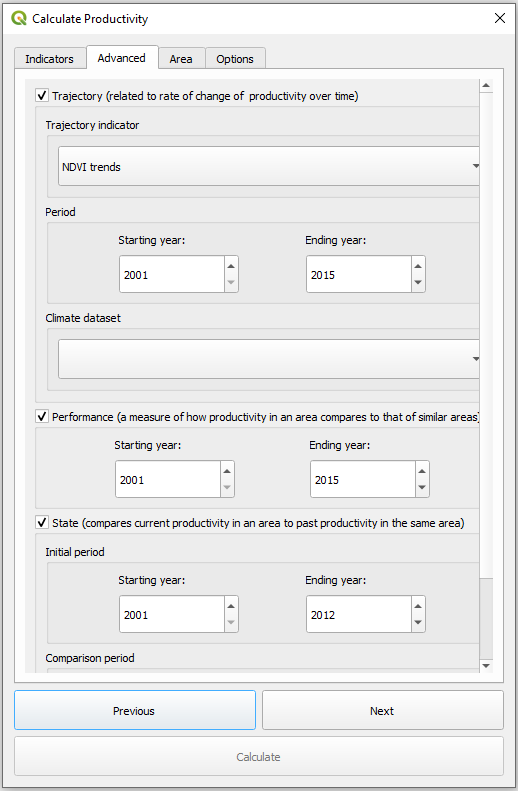 Calculate Productivity
Indicators
Advanced
Area
Options
Trajectory (related to rate of change of productivity over time)
Trajectory indicator
NDVI trends
Period
Starting year:
Ending year:
2001
2015
Climate dataset
Performance (a measure of how productivity in an area compares to that of similar areas)
Starting year:
Ending year:
2001
2015
State (compares current productivity in an area to past productivity in the same area)
Initial period
Starting year:
Ending year:
2001
2012
Comparison period
Previous
Next
Calculate